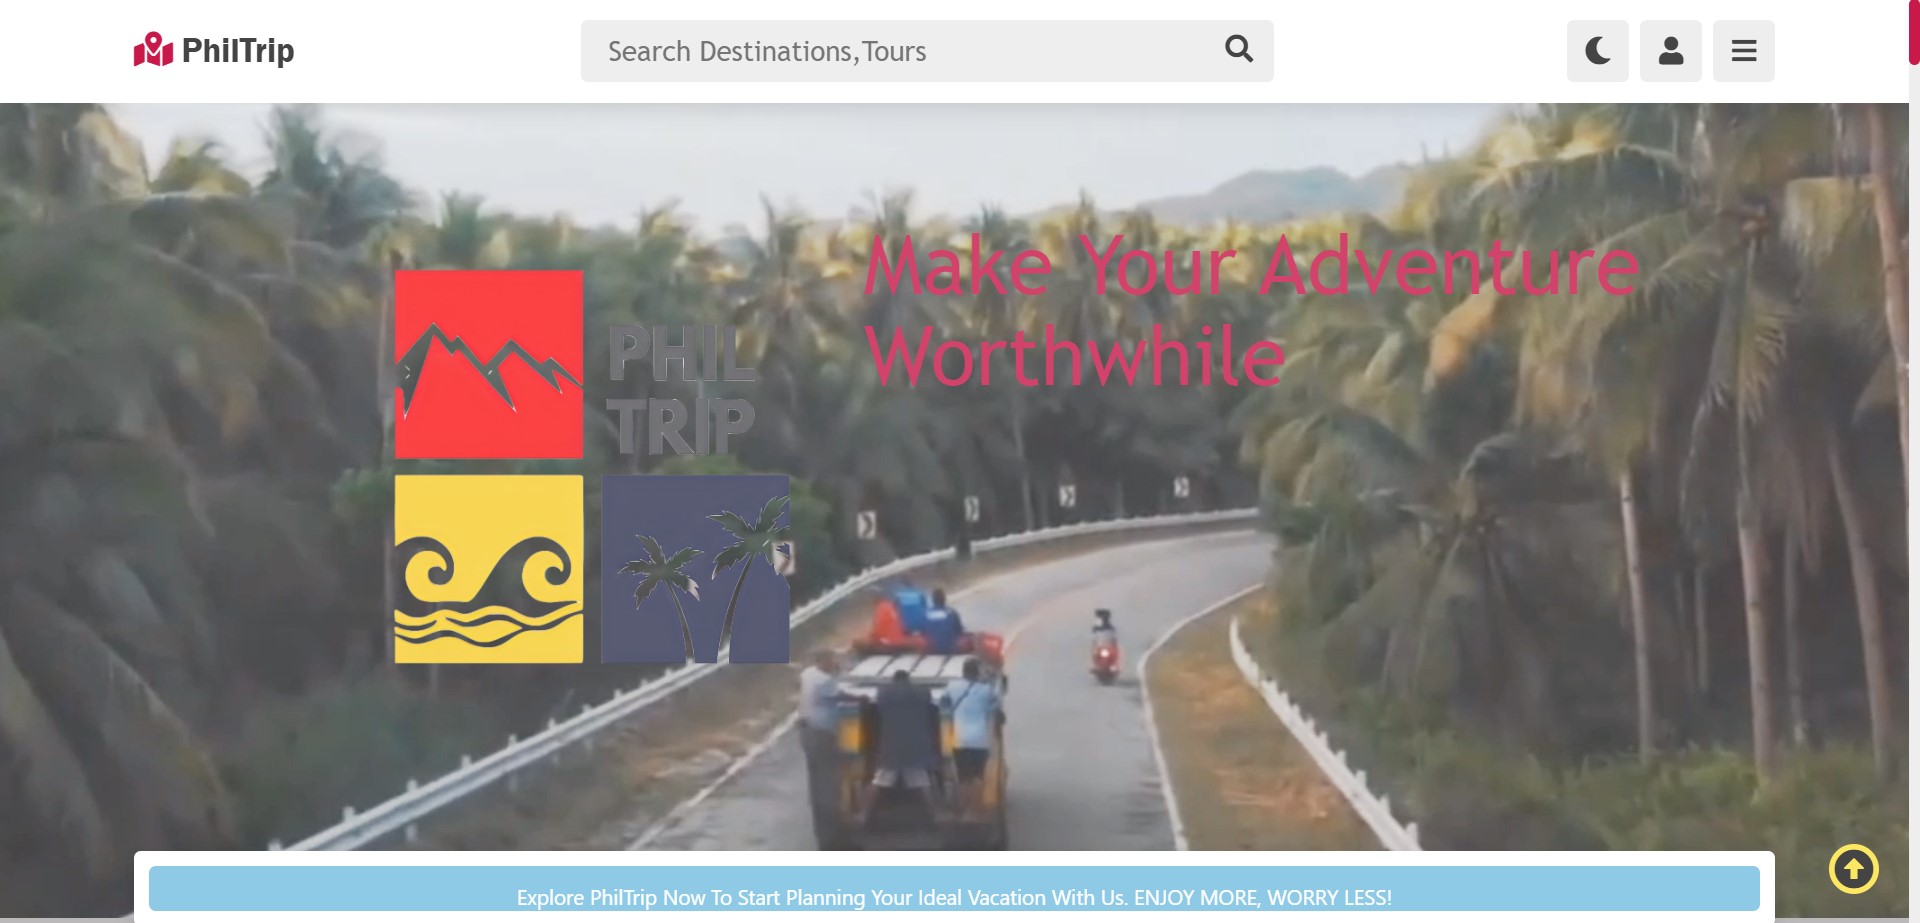 PhilTrip
Search Destinations,Tours
Make Your Adventure
Worthwhile
PHIL
TRIP
Explore PhilTrip Now To Start Planning Your Ideal Vacation With Us. ENJOY MORE, WORRY LESS!